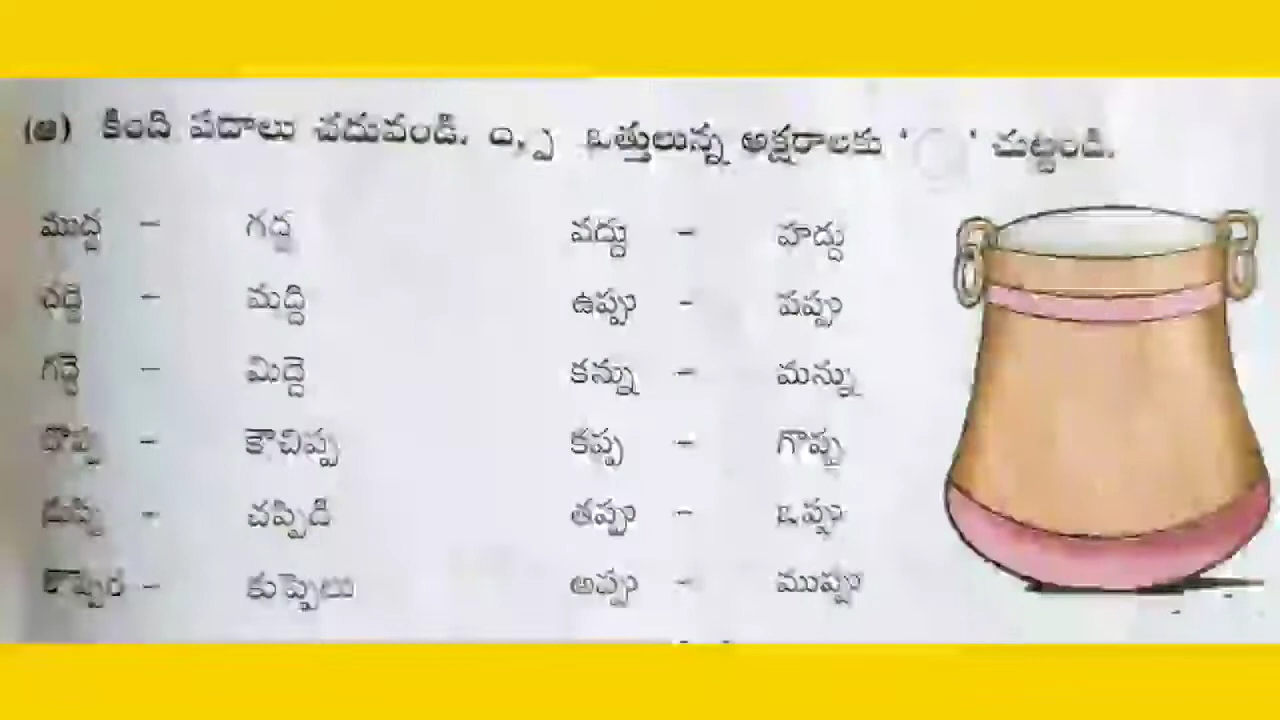 (ఆ) కింది పదాలు చదువండి. ద, ప్ప ఒత్తులున్న అక్షరాలకు ' ' చుట్టండి.
ముద్ద – గద్ద వద్దు – హద్దు
చద్ది – మద్ది ఉప్పు – పప్పు
గద్దె – మిద్దె కన్ను – మన్ను
దొప్ప – కౌచిప్ప కప్ప – గొప్ప
దుప్పి – చప్పిడి తప్పు – ఒప్పు
కొప్పెర – కుప్పెలు అప్పు – ముప్పు